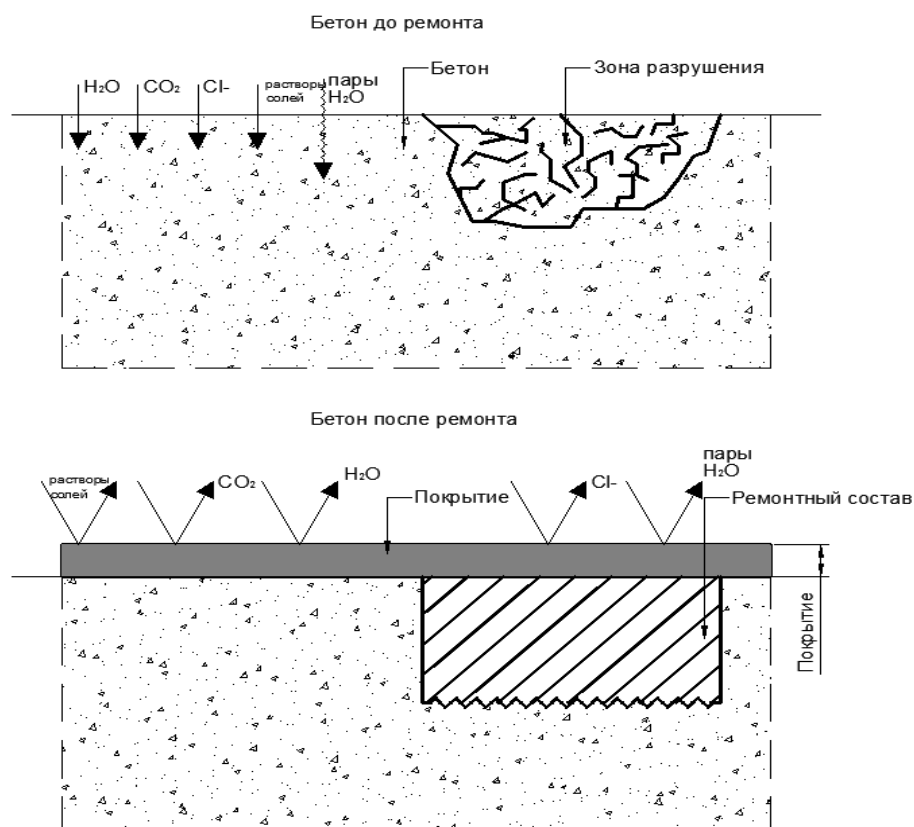 Бетон до ремонта
H₂O
CO₂
Cl-
растворы
солей
пары
H₂O
Бетон
Зона разрушения
Бетон после ремонта
растворы
солей
CO₂
H₂O
Покрытие
Cl-
пары
H₂O
Ремонтный состав
Покрытие